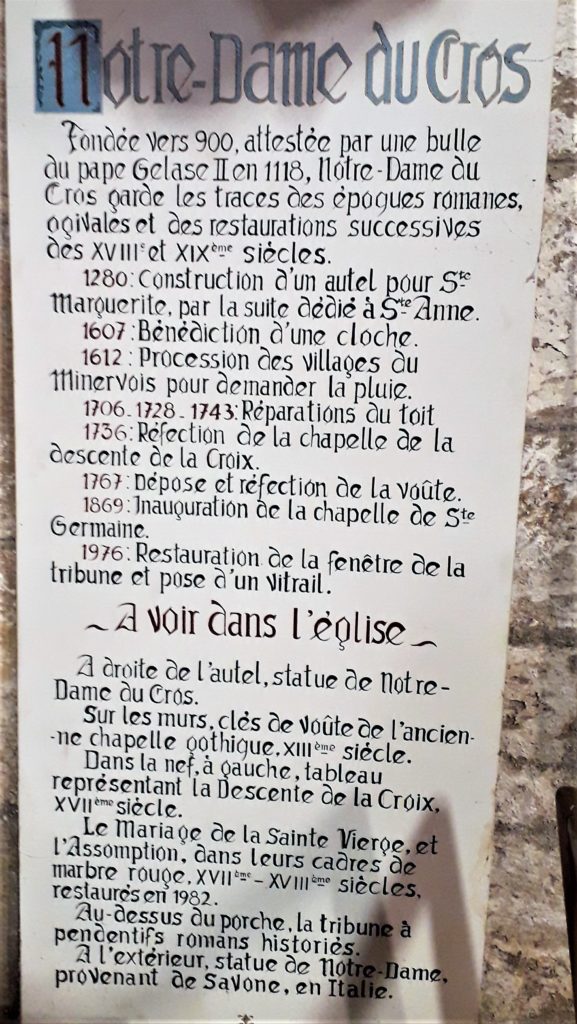 Notre-Dame du Cros
Fondée vers 900, attestée par une bulle
du pape Gelase II en 1118, Notre-Dame du
Cros garde les traces des époques romanes,
ogivales et des restaurations successives
des XVIIIe et XIXème siècles.
1280: Construction d'un autel pour Ste
Marguerite, par la suite dédié à Ste Anne.
1607: Bénédiction d'une cloche.
1612: Procession des villages du
Minervois pour demander la pluie.
1706-1728-1743: Réparations du toit
1736: Réfection de la chapelle de la
descente de la Croix.
1767: Dépose et réfection de la voûte.
1869: Inauguration de la chapelle de Ste
Germaine.
1976: Restauration de la fenêtre de la
tribune et pose d'un vitrail.
~A voir dans l'église~
A droite de l'autel, statue de Notre-
Dame du Cros.
Sur les murs, clés de voûte de l'ancien-
-ne chapelle gothique, XIIIème siècle.
Dans la nef, à gauche, tableau
représentant la Descente de la Croix,
XVIIème siècle.
Le Mariage de la Sainte Vierge, et
l'Assomption, dans leurs cadres de
marbre rouge, XVIIème-XVIIIème siècles,
restaurés en 1982.
Au-dessus du porche, la tribune à
pendentifs romans historiés.
A l'extérieur, statue de Notre-Dame,
provenant de Savone, en Italie.